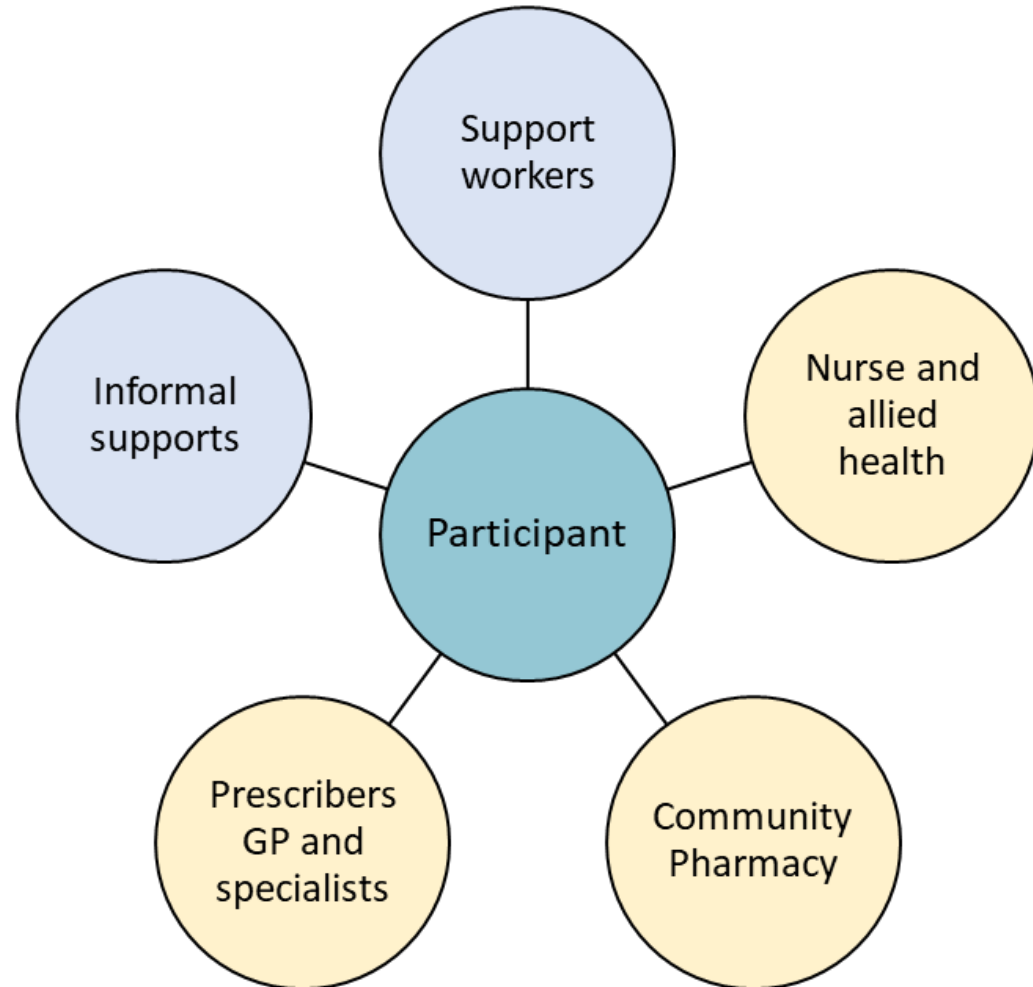 Support
workers
Informal
supports
Nurse and
allied
health
Participant
Prescribers
GP and
specialists
Community
Pharmacy